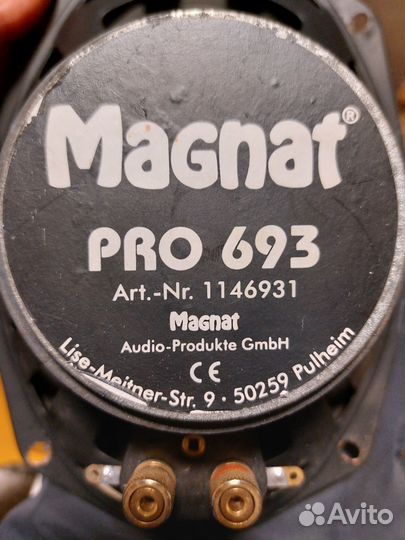 Magnat®
PRO 693
Art.-Nr. 1146931
Magnat
Audio-Produkte GmbH
CE
Lise-Meitner-Str. 9 · 50259 Pulheim
Avito